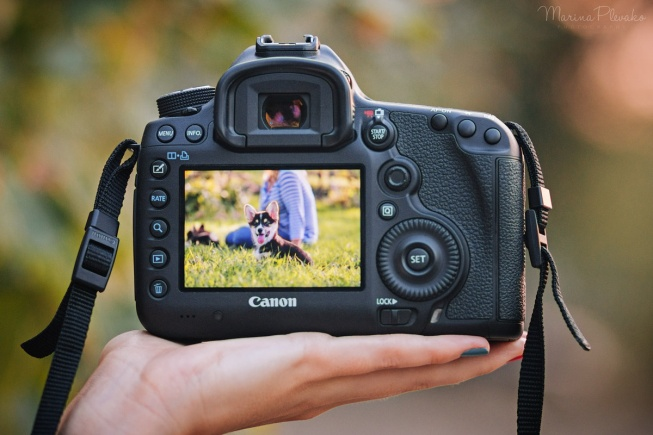 Marina Plevako
MENU
INFO.
START/
STOP
RATE
SET
Canon
LOCK▶